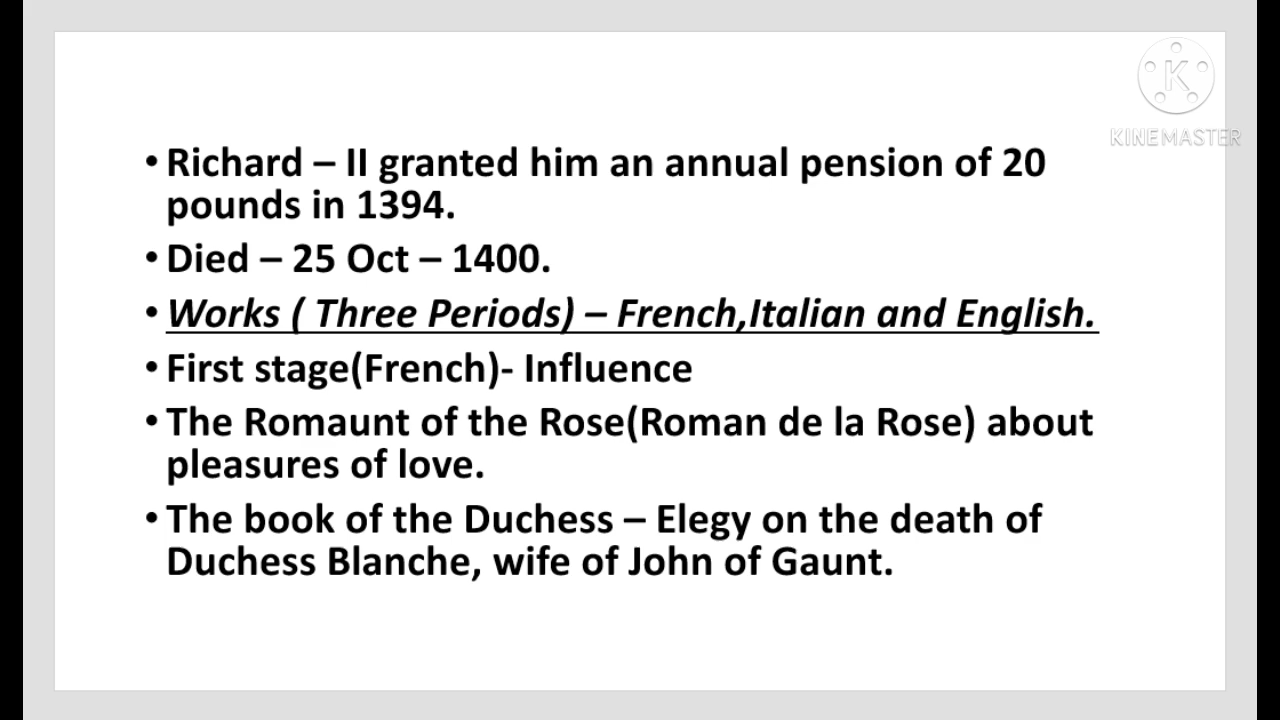 KINEMASTER
• Richard – II granted him an annual pension of 20
pounds in 1394.
• Died – 25 Oct – 1400.
• Works ( Three Periods) – French,Italian and English.
• First stage(French)- Influence
• The Romaunt of the Rose(Roman de la Rose) about
pleasures of love.
• The book of the Duchess – Elegy on the death of
Duchess Blanche, wife of John of Gaunt.